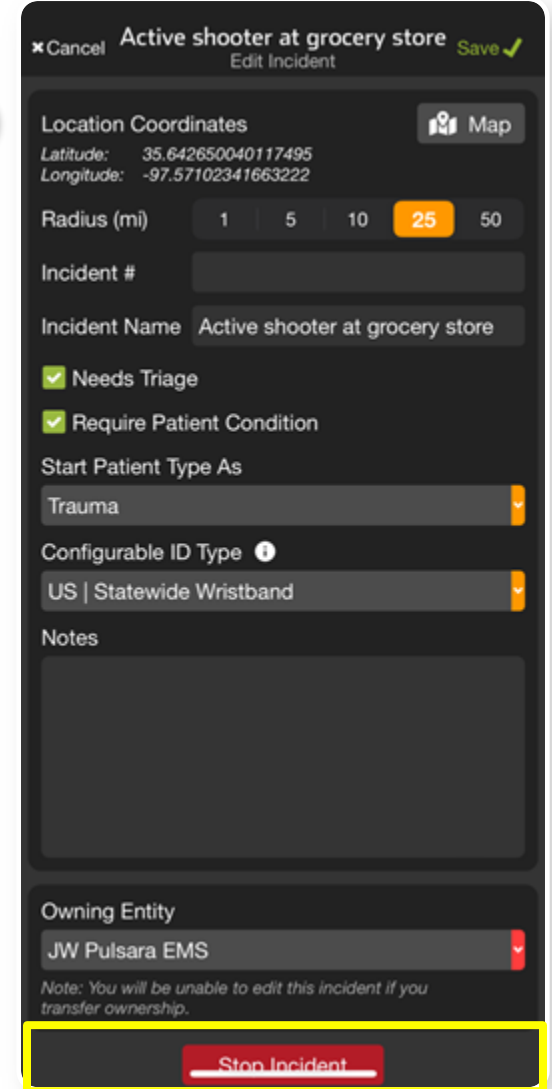 Cancel Active shooter at grocery store Save
Edit Incident
Location Coordinates Map
Latitude: 35.642650040117495
Longitude: -97.57102341663222
Radius (mi) 1 5 10 25 50
Incident #
Incident Name Active shooter at grocery store
Needs Triage
Require Patient Condition
Start Patient Type As
Trauma
Configurable ID Type
US | Statewide Wristband
Notes
Owning Entity
JW Pulsara EMS
Note: You will be unable to edit this incident if you
transfer ownership.
Stop Incident